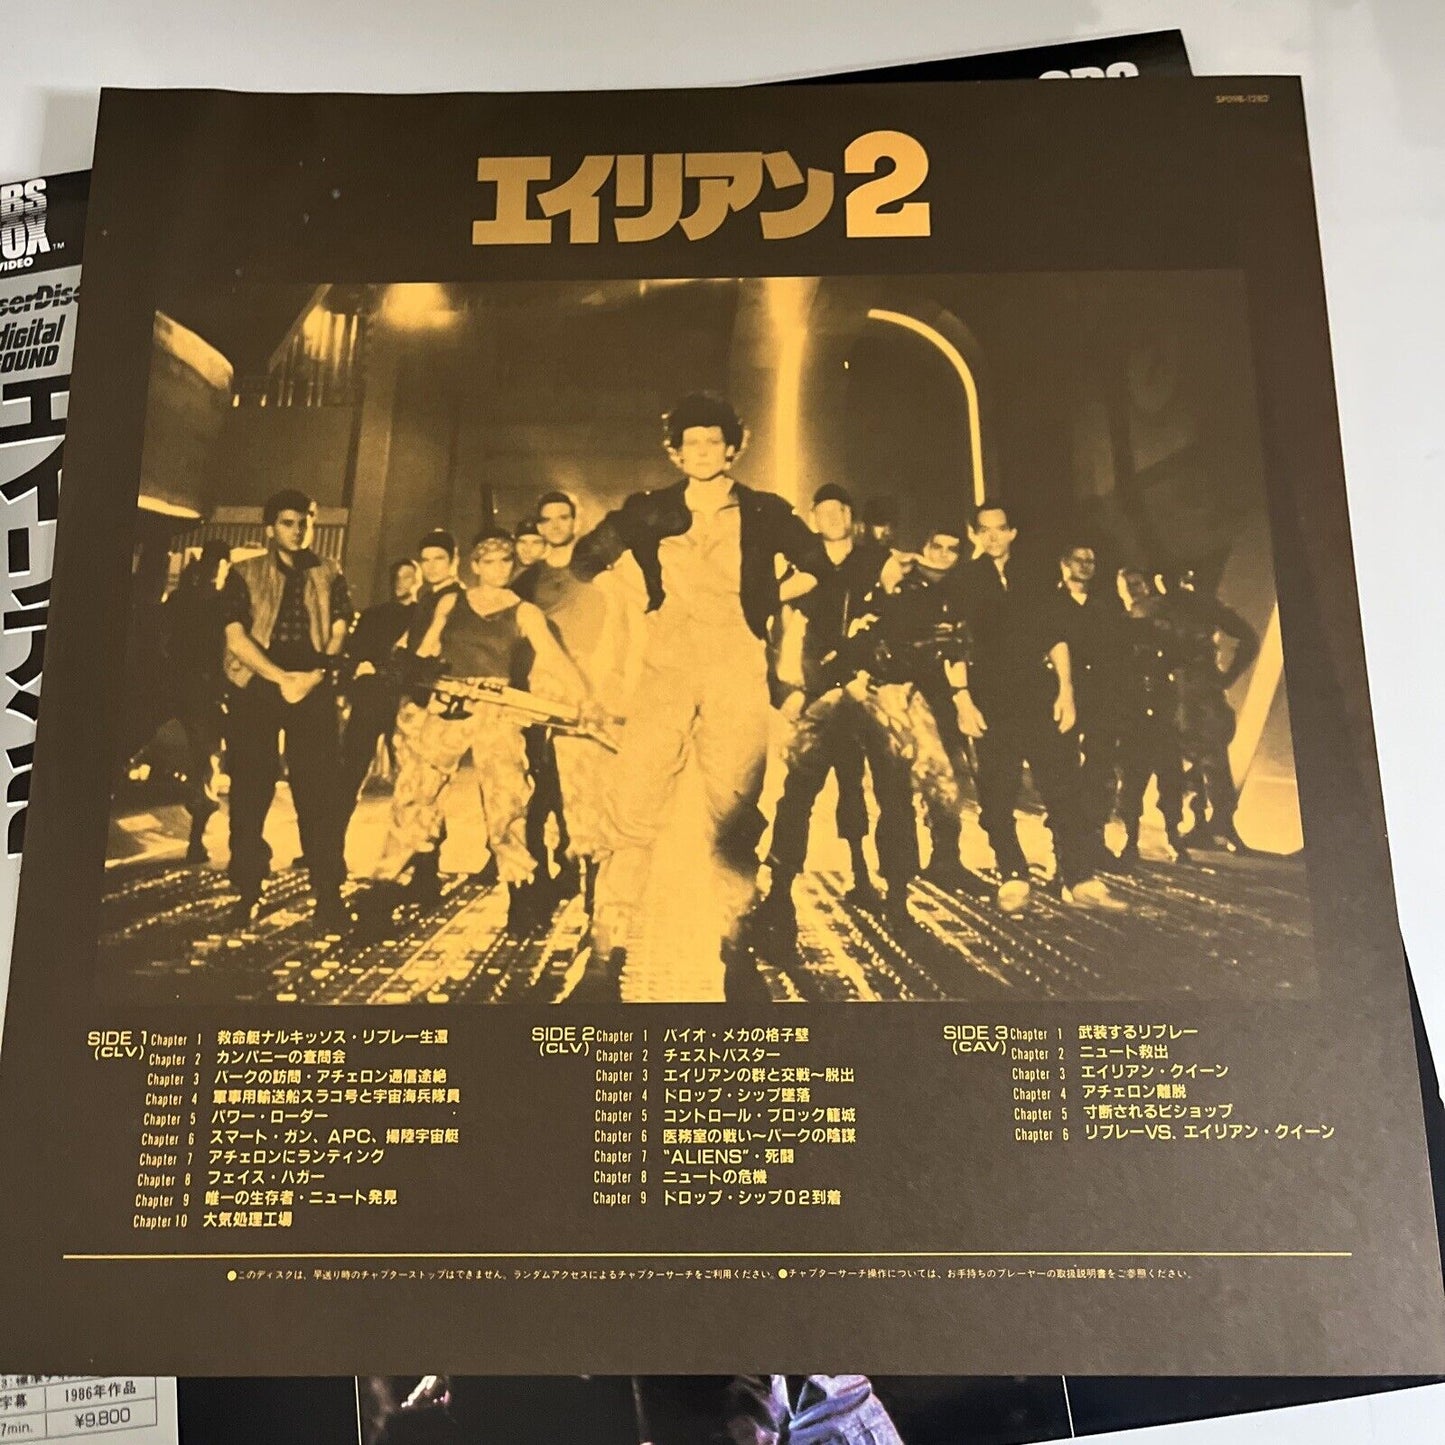 SF098-1282
エイリアン2
SIDE 1
(CLV)
Chapter 1 救命艇ナルキッソス・リプレー生還
Chapter 2 カンパニーの査問会
Chapter 3 バークの訪問・アチェロン通信途絶
Chapter 4 軍事用輸送船スラコ号と宇宙海兵隊員
Chapter 5 パワー・ローダー
Chapter 6 スマート・ガン、APC、揚陸宇宙艇
Chapter 7 アチェロンにランディング
Chapter 8 フェイス・ハガー
Chapter 9 唯一の生存者・ニュート発見
Chapter 10 大気処理工場
SIDE 2
(CLV)
Chapter 1 バイオ・メカの格子壁
Chapter 2 チェストバスター
Chapter 3 エイリアンの群と交戦〜脱出
Chapter 4 ドロップ・シップ墜落
Chapter 5 コントロール・ブロック籠城
Chapter 6 医務室の戦い〜バークの陰謀
Chapter 7 “ALIENS”・死闘
Chapter 8 ニュートの危機
Chapter 9 ドロップ・シップ02到着
SIDE 3
(CAV)
Chapter 1 武装するリプレー
Chapter 2 ニュート救出
Chapter 3 エイリアン・クイーン
Chapter 4 アチェロン離脱
Chapter 5 寸断されるビショップ
Chapter 6 リプレーVS. エイリアン・クイーン
●このディスクは、早送り時のチャプターストップはできません。ランダムアクセスによるチャプターサーチをご利用ください。●チャプターサーチ操作については、お手持ちのプレーヤーの取扱説明書をご参照ください。
CBS
BS
FOX™
VIDEO
serDisc
digital
SOUND
エイリアン2
字幕
1986年作品
7min.
¥9,800